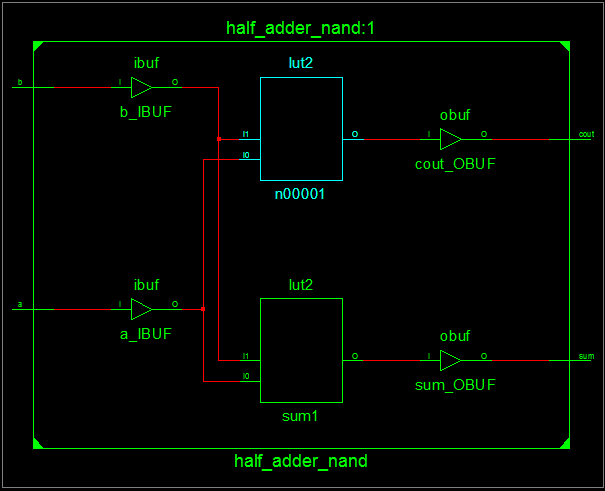 half_adder_nand:1
ibuf
lut2
b
I
O
b_IBUF
obuf
I1
O
I
O
cout
I0
cout_OBUF
n00001
ibuf
lut2
a
I
O
a_IBUF
obuf
I1
O
I
O
sum
I0
sum_OBUF
sum1
half_adder_nand